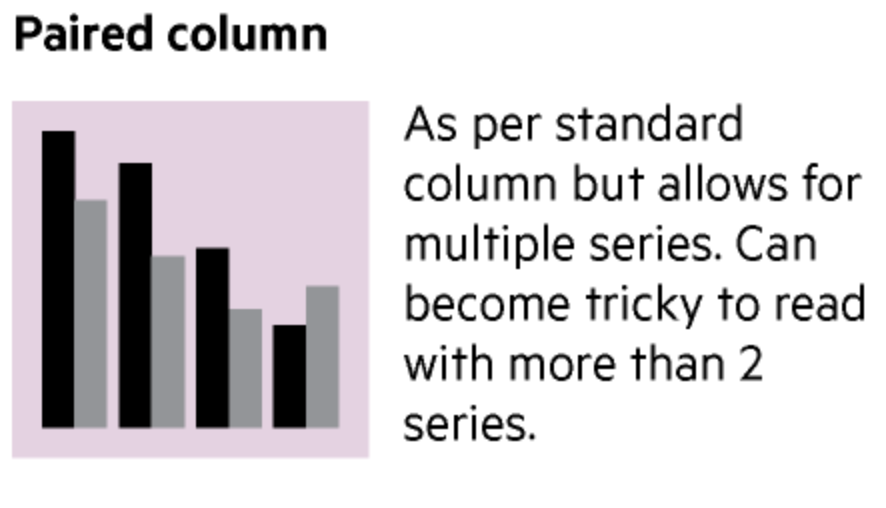 Paired column
As per standard
column but allows for
multiple series. Can
become tricky to read
with more than 2
series.